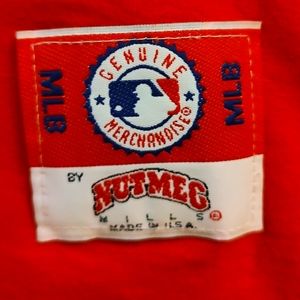 GENUINE
MLB
MLB
MERCHANDISE®
BY
NUTMEG
MILLS®
MADE IN U.S.A.